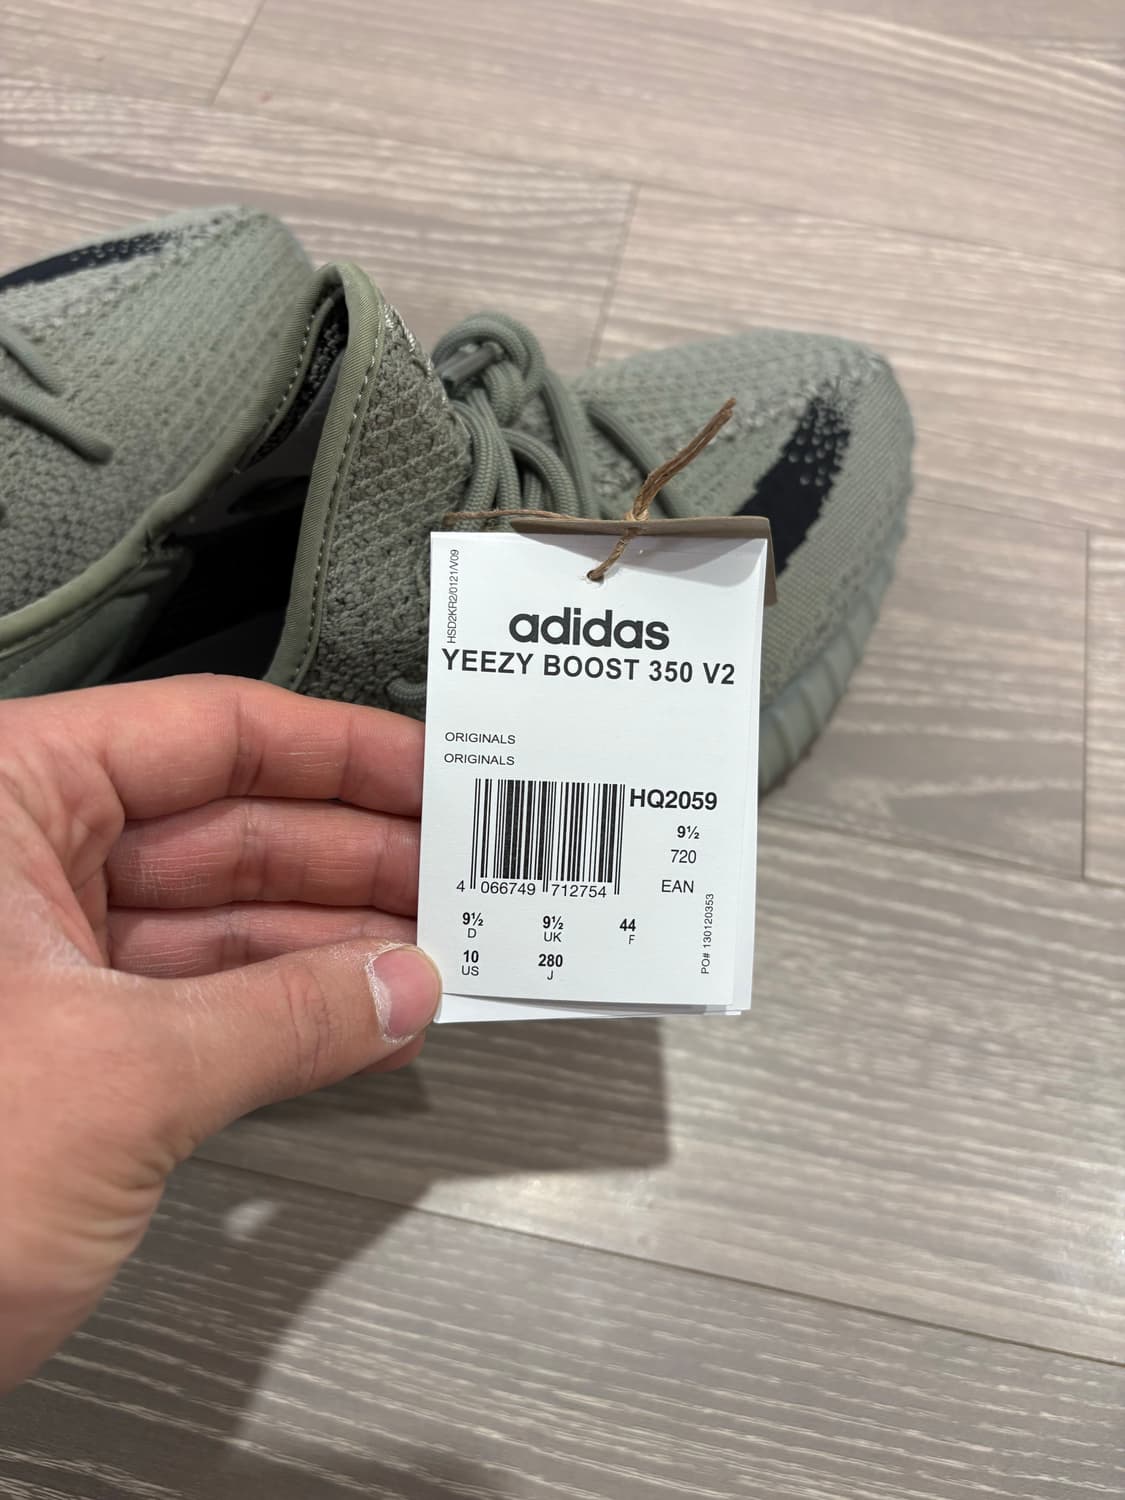 HSD2KR2/0121/V09
adidas
YEEZY BOOST 350 V2
ORIGINALS
ORIGINALS
HQ2059
9½
720
EAN
4 066749 712754
9½ 9½ 44
D UK F
10 280
US J
PO# 130120353